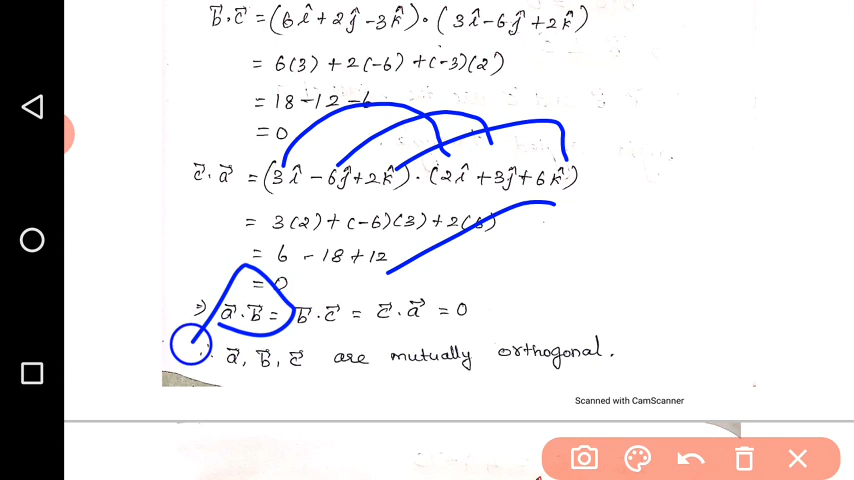 b⃗.c⃗ = (6î+2ĵ-3k̂)·(3î-6ĵ+2k̂)
= 6(3)+2(-6)+(-3)(2)
= 18-12-6
= 0
c⃗.a⃗ = (3î-6ĵ+2k̂)·(2î+3ĵ+6k̂)
= 3(2)+(-6)(3)+2(6)
= 6-18+12
= 0
⇒ a⃗.b⃗ = b⃗.c⃗ = c⃗.a⃗ = 0
∴ a⃗, b⃗, c⃗ are mutually orthogonal.
Scanned with CamScanner